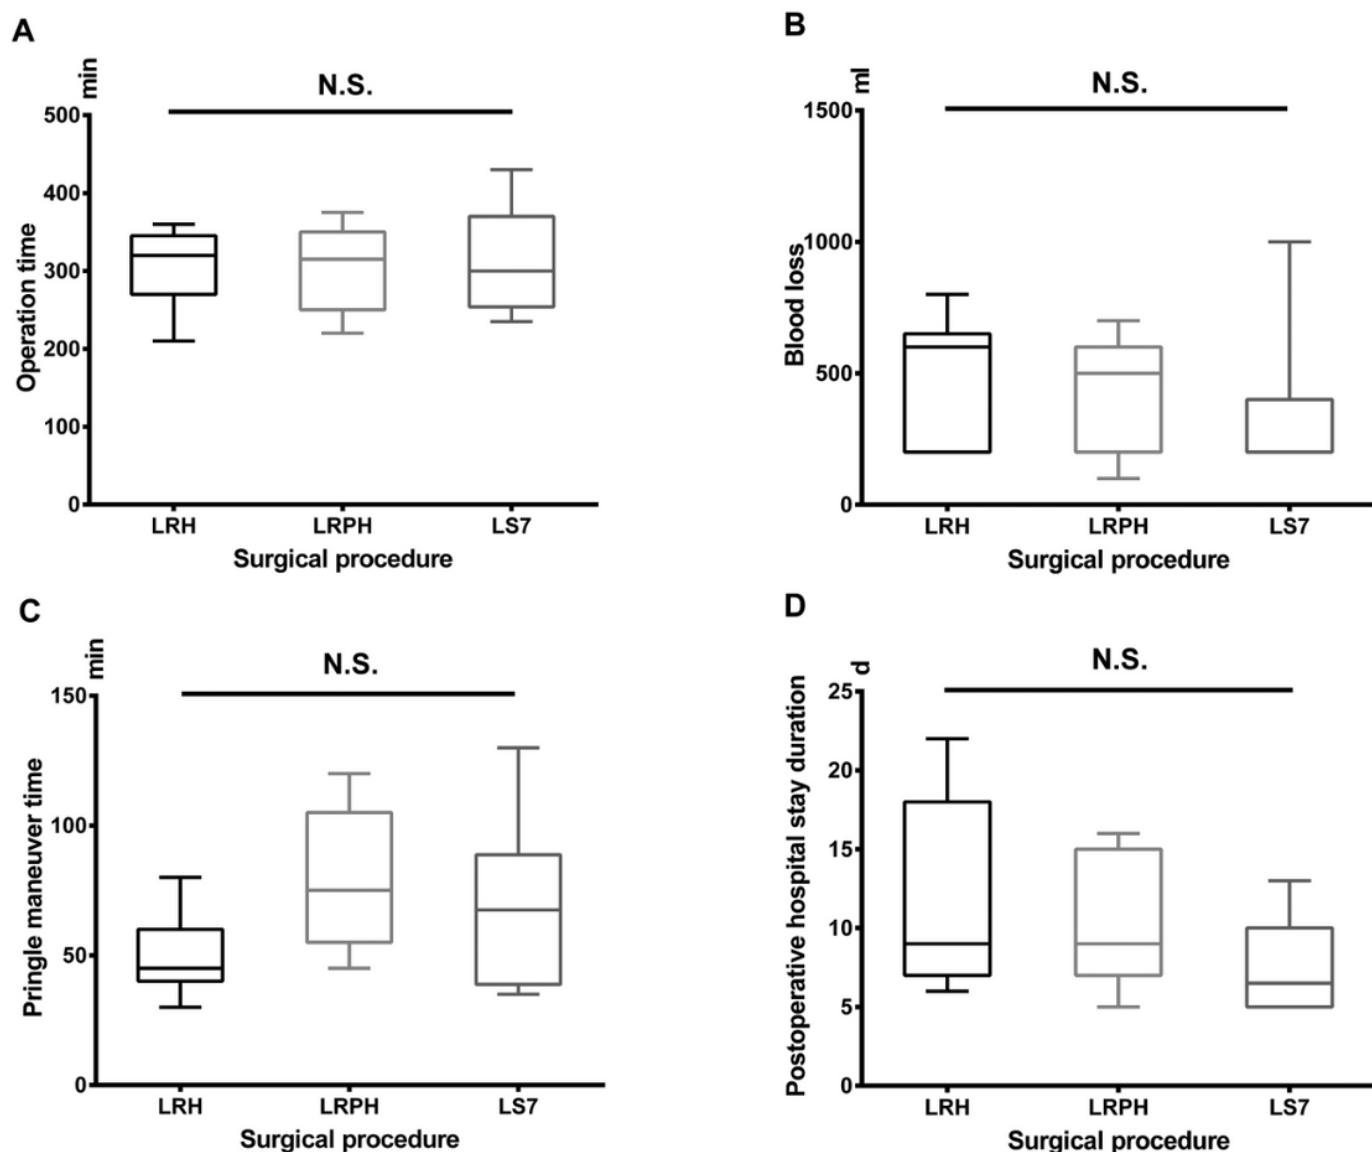 A
min
N.S.
500
400
300
200
100
0
Operation time
LRH LRPH LS7
Surgical procedure
B
ml
N.S.
1500
1000
500
0
Blood loss
LRH LRPH LS7
Surgical procedure
C
min
N.S.
150
100
50
0
Pringle maneuver time
LRH LRPH LS7
Surgical procedure
D
d
N.S.
25
20
15
10
5
0
Postoperative hospital stay duration
LRH LRPH LS7
Surgical procedure